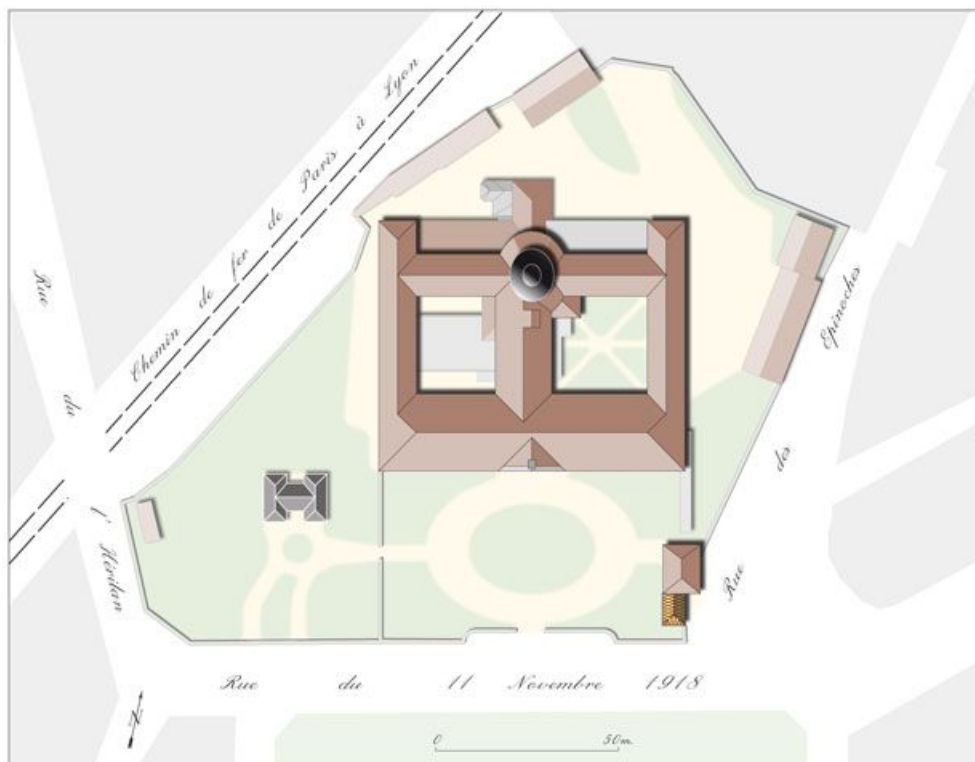 Chemin de fer de Paris à Lyon
Rue du l'Héritan
Rue des Epinoches
Rue du 11 Novembre 1918
N
0 50m.